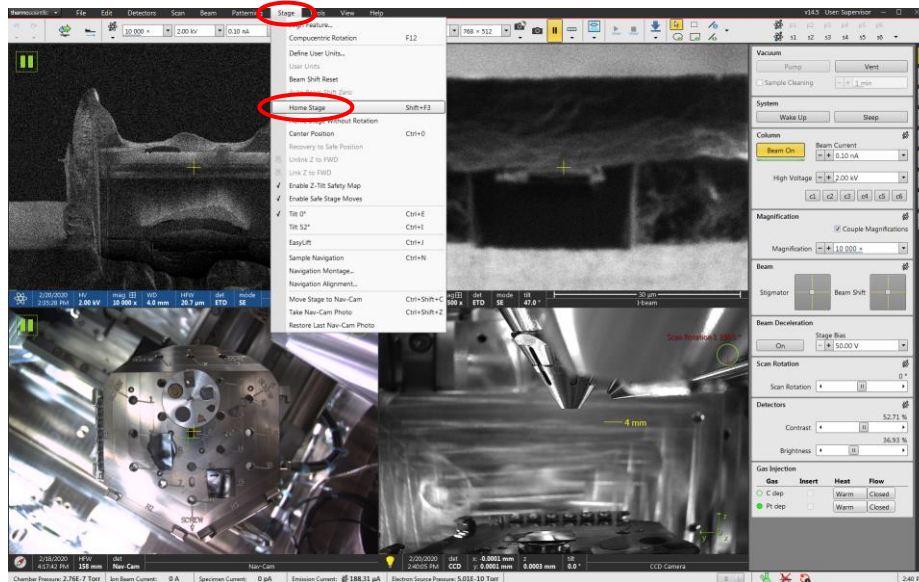 thermoscientific File Edit Detectors Scan Beam Patterning Stage Tools View Help v14.5 User: Supervisor
10 000 x 2.00 kV 0.10 nA 768 × 512 s1 s2 s3 s4 s5 s6
Compucentric Rotation F12
Define User Units...
User Units
Beam Shift Reset
Home Stage Shift+F3
Home Stage Without Rotation
Center Position Ctrl+0
Recovery to Safe Position
Unlink Z to FWD
Link Z to FWD
Enable Z-Tilt Safety Map
Enable Safe Stage Moves
Tilt 0° Ctrl+E
Tilt 52° Ctrl+I
EasyLift Ctrl+J
Sample Navigation Ctrl+N
Navigation Montage...
Navigation Alignment...
Move Stage to Nav-Cam Ctrl+Shift+C
Take Nav-Cam Photo Ctrl+Shift+Z
Restore Last Nav-Cam Photo
2/20/2020 HV mag WD HFW det mode
2:05:28 PM 2.00 kV 10 000 x 4.0 mm 20.7 µm ETD SE
det mode tilt 30 µm
ETD SE 47.0 ° I-beam
SCREW
4 mm
2/18/2020 HFW det
4:17:42 PM 158 mm Nav-Cam Nav-Cam
2/20/2020 det x: -0.0001 mm z tilt
2:40:05 PM CCD y: 0.0001 mm 0.0003 mm 0.0 ° CCD Camera
Chamber Pressure: 2.76E-7 Torr Ion Beam Current: 0 A Specimen Current: 0 pA Emission Current: 188.31 µA Electron Source Pressure: 5.01E-10 Torr
Vacuum
Pump Vent
Sample Cleaning 1 min
System
Wake Up Sleep
Column
Beam Current
Beam On 0.10 nA
High Voltage 2.00 kV
c1 c2 c3 c4 c5 c6
Magnification
Couple Magnifications
Magnification 10 000 x
Beam
Stigmator Beam Shift
Beam Deceleration
Stage Bias
On 50.00 V
Scan Rotation
0 °
Scan Rotation
Detectors
52.71 %
Contrast
36.93 %
Brightness
Gas Injection
Gas Insert Heat Flow
C dep Warm Closed
Pt dep Warm Closed